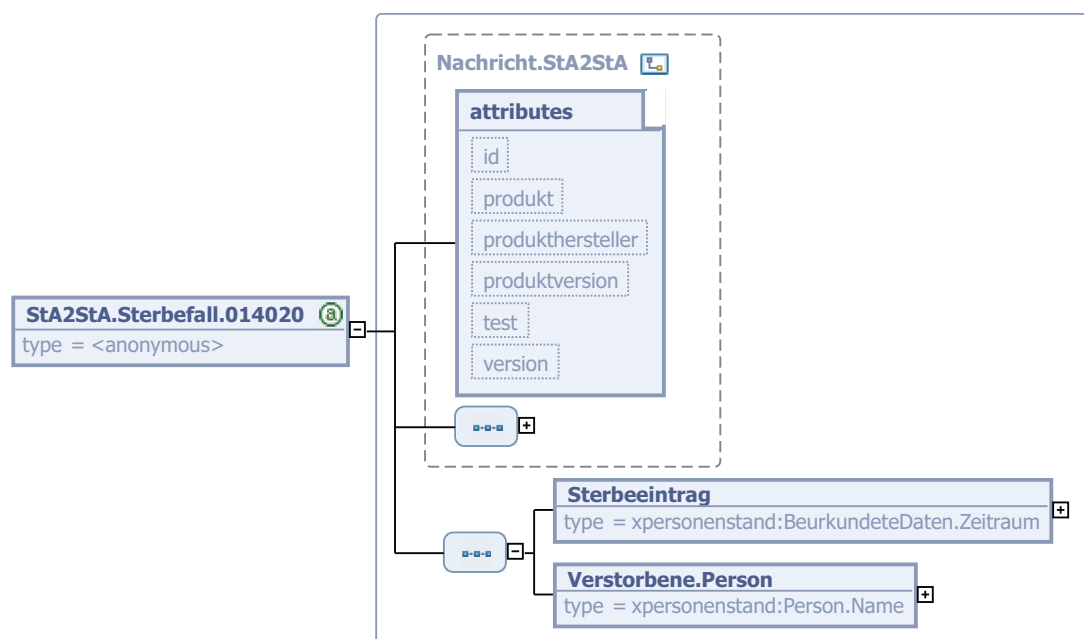 Nachricht.StA2StA
attributes
id
produkt
produkthersteller
produktversion
test
version
StA2StA.Sterbefall.014020 a
type = <anonymous>
Sterbeeintrag
type = xpersonenstand:BeurkundeteDaten.Zeitraum
Verstorbene.Person
type = xpersonenstand:Person.Name